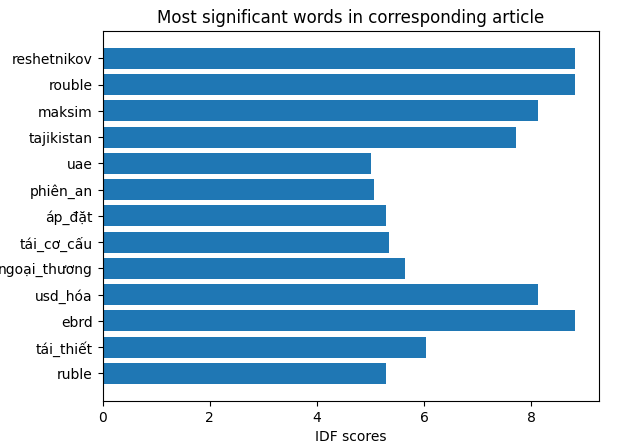 Most significant words in corresponding article
reshetnikov
rouble
maksim
tajikistan
uae
phiên_an
áp_đặt
tái_cơ_cấu
ngoại_thương
usd_hóa
ebrd
tái_thiết
ruble
0 2 4 6 8
IDF scores